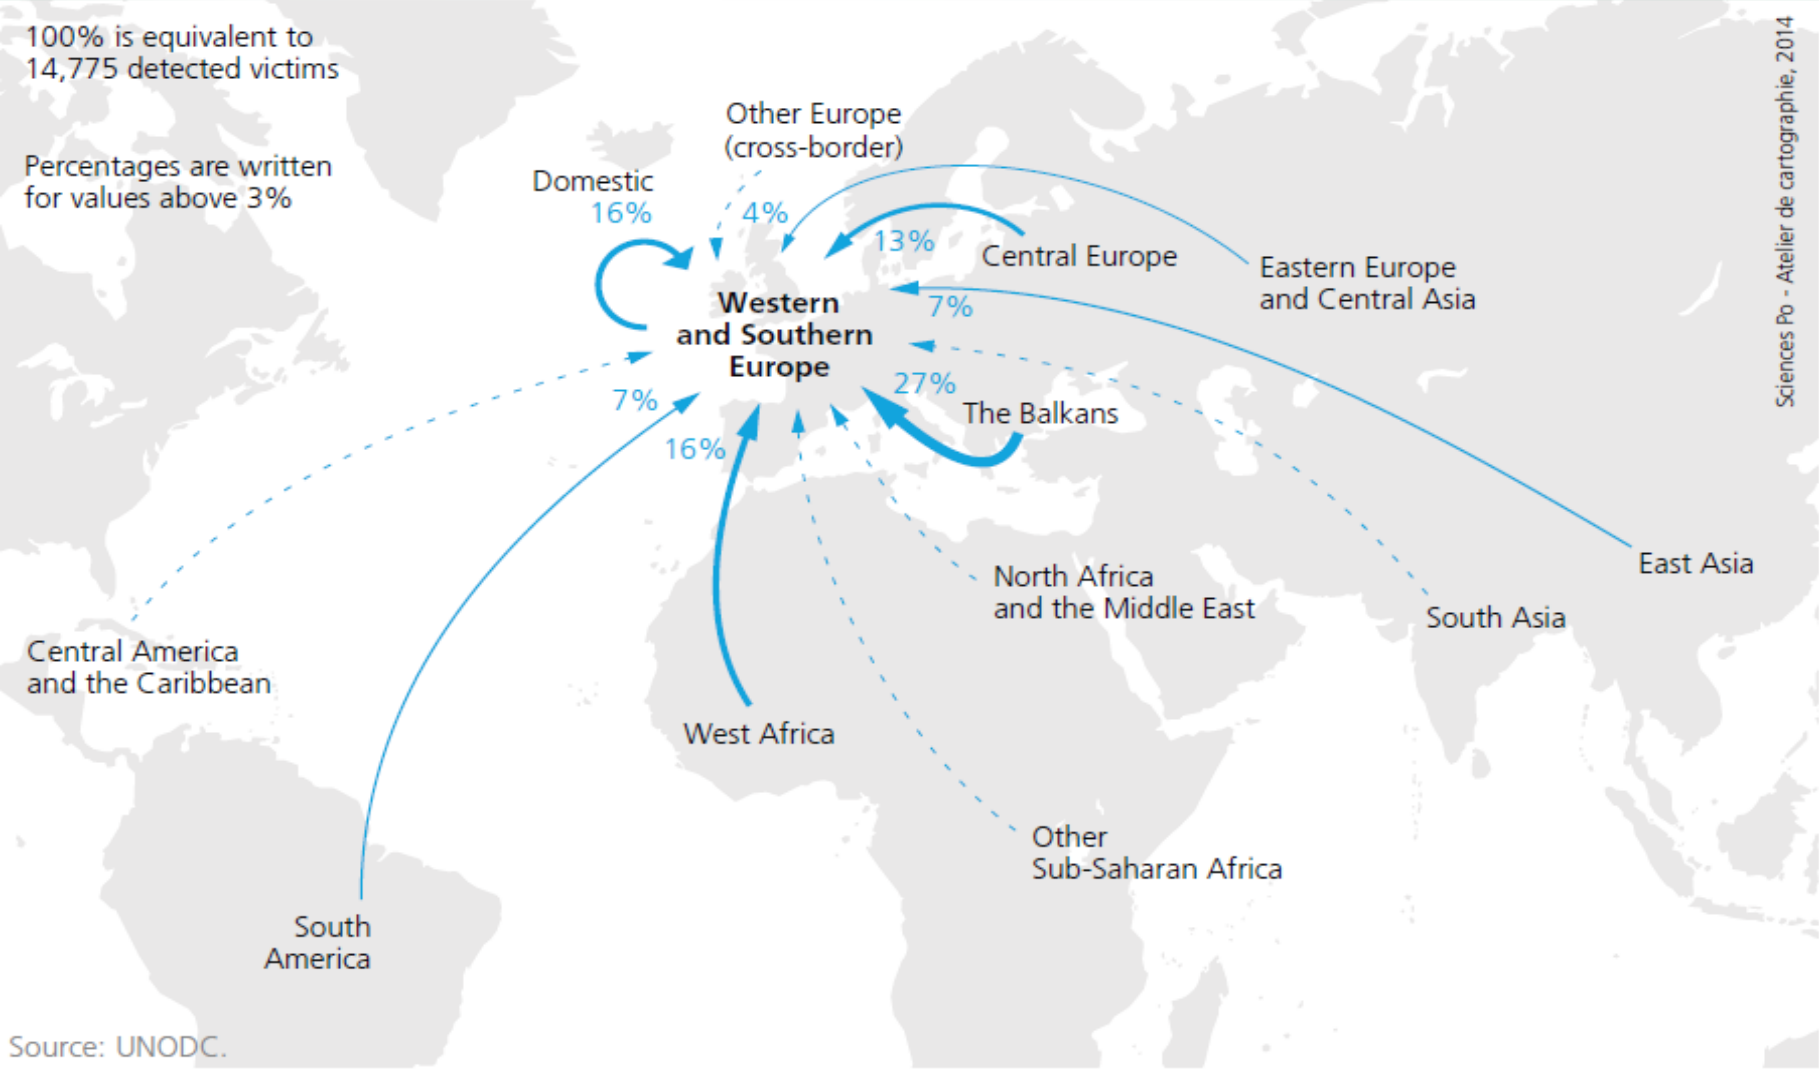 100% is equivalent to
14,775 detected victims
Percentages are written
for values above 3%
Other Europe
(cross-border)
Domestic
16%
4%
13%
Central Europe
Eastern Europe
and Central Asia
Western
and Southern
Europe
7%
27%
The Balkans
7%
16%
North Africa
and the Middle East
East Asia
South Asia
Central America
and the Caribbean
West Africa
Other
Sub-Saharan Africa
South
America
Source: UNODC.
Sciences Po - Atelier de cartographie, 2014